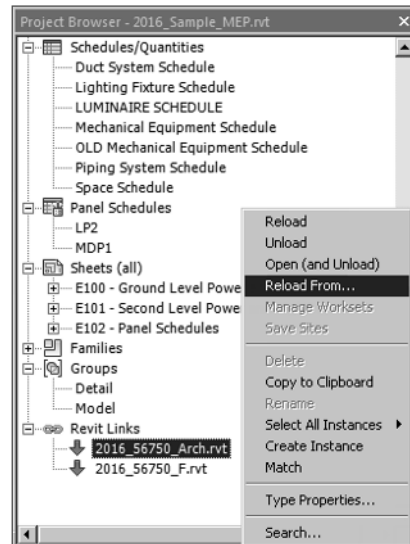 Project Browser - 2016_Sample_MEP.rvt
Schedules/Quantities
Duct System Schedule
Lighting Fixture Schedule
LUMINAIRE SCHEDULE
Mechanical Equipment Schedule
OLD Mechanical Equipment Schedule
Piping System Schedule
Space Schedule
Panel Schedules
LP2
MDP1
Sheets (all)
E100 - Ground Level Powe
E101 - Second Level Powe
E102 - Panel Schedules
Families
Groups
Detail
Model
Revit Links
2016_56750_Arch.rvt
2016_56750_F.rvt
Reload
Unload
Open (and Unload)
Reload From...
Manage Worksets
Save Sites
Delete
Copy to Clipboard
Rename
Select All Instances
Create Instance
Match
Type Properties...
Search...